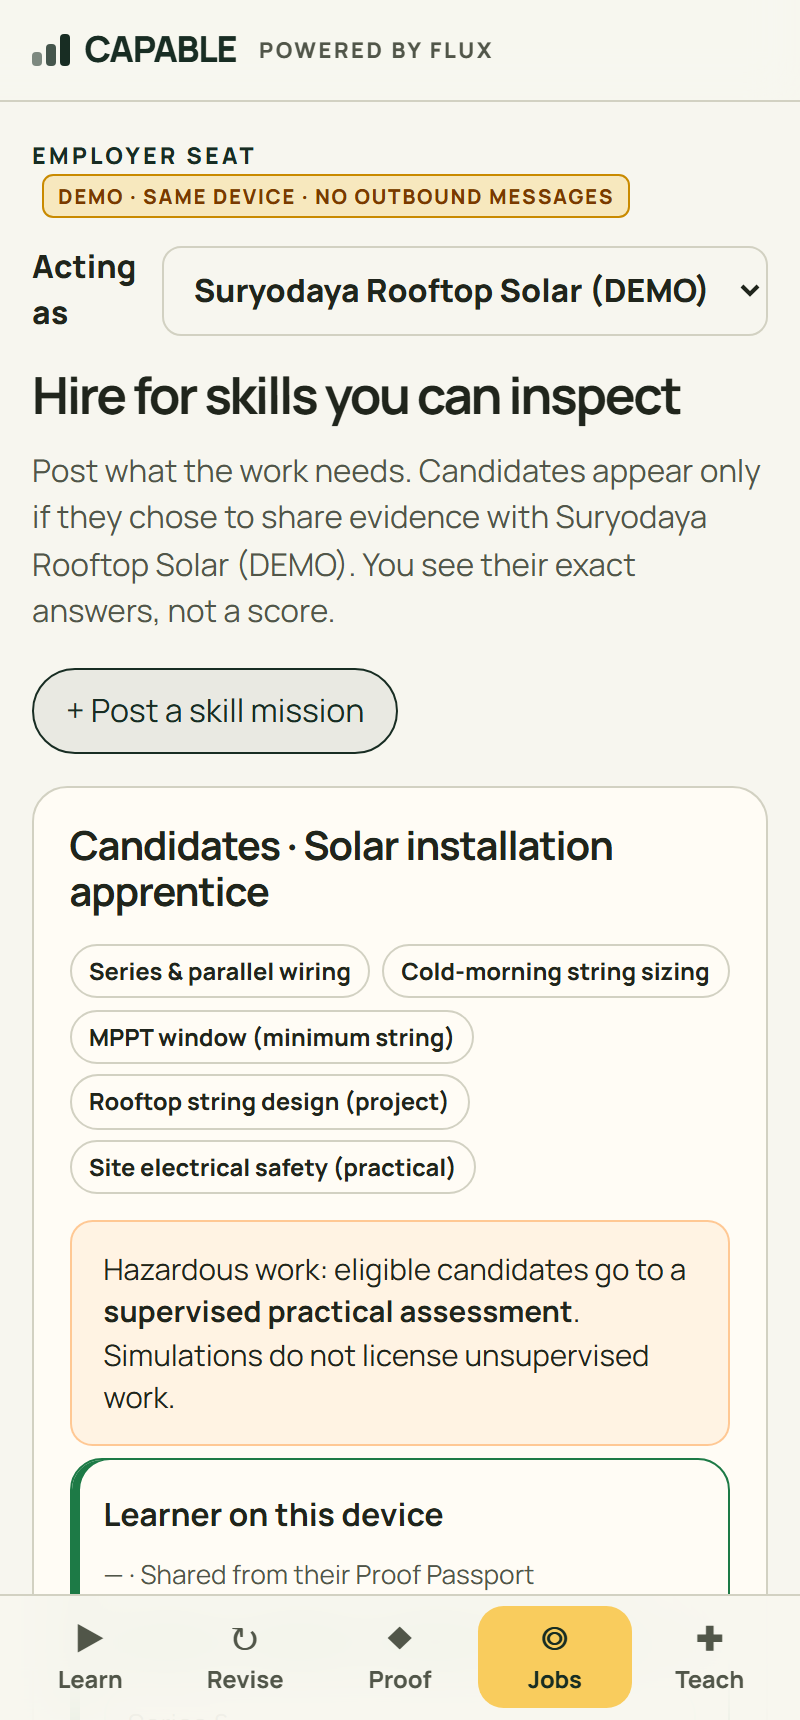 CAPABLE POWERED BY FLUX
EMPLOYER SEAT
DEMO · SAME DEVICE · NO OUTBOUND MESSAGES
Acting as
Suryodaya Rooftop Solar (DEMO)
Hire for skills you can inspect
Post what the work needs. Candidates appear only
if they chose to share evidence with Suryodaya
Rooftop Solar (DEMO). You see their exact
answers, not a score.
+ Post a skill mission
Candidates · Solar installation
apprentice
Series & parallel wiring
Cold-morning string sizing
MPPT window (minimum string)
Rooftop string design (project)
Site electrical safety (practical)
Hazardous work: eligible candidates go to a
supervised practical assessment.
Simulations do not license unsupervised
work.
Learner on this device
— · Shared from their Proof Passport
Learn
Revise
Proof
Jobs
Teach